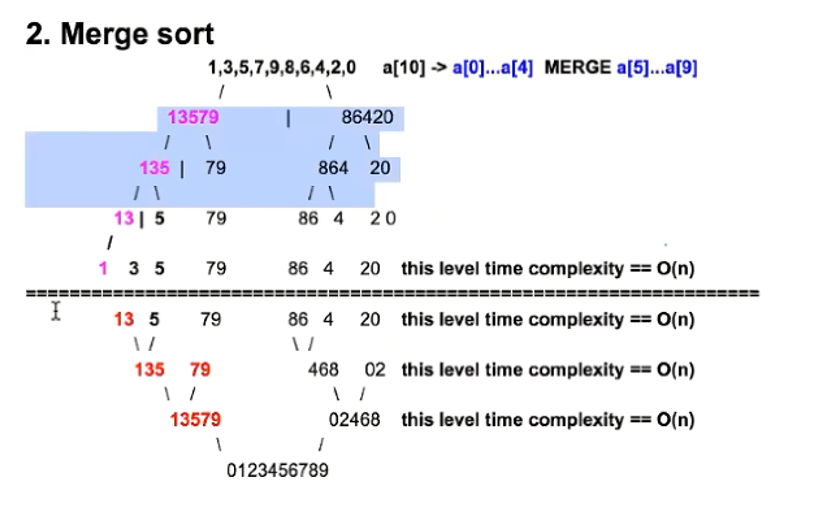 2. Merge sort
1,3,5,7,9,8,6,4,2,0 a[10] -> a[0]...a[4] MERGE a[5]...a[9]
/ \
13579 | 86420
/ \ / \
135 | 79 864 20
/ \ / \
13 | 5 79 86 4 2 0
/
1 3 5 79 86 4 20 this level time complexity == O(n)
==================================================================
13 5 79 86 4 20 this level time complexity == O(n)
\ / \ /
135 79 468 02 this level time complexity == O(n)
\ / \ /
13579 02468 this level time complexity == O(n)
\ /
0123456789